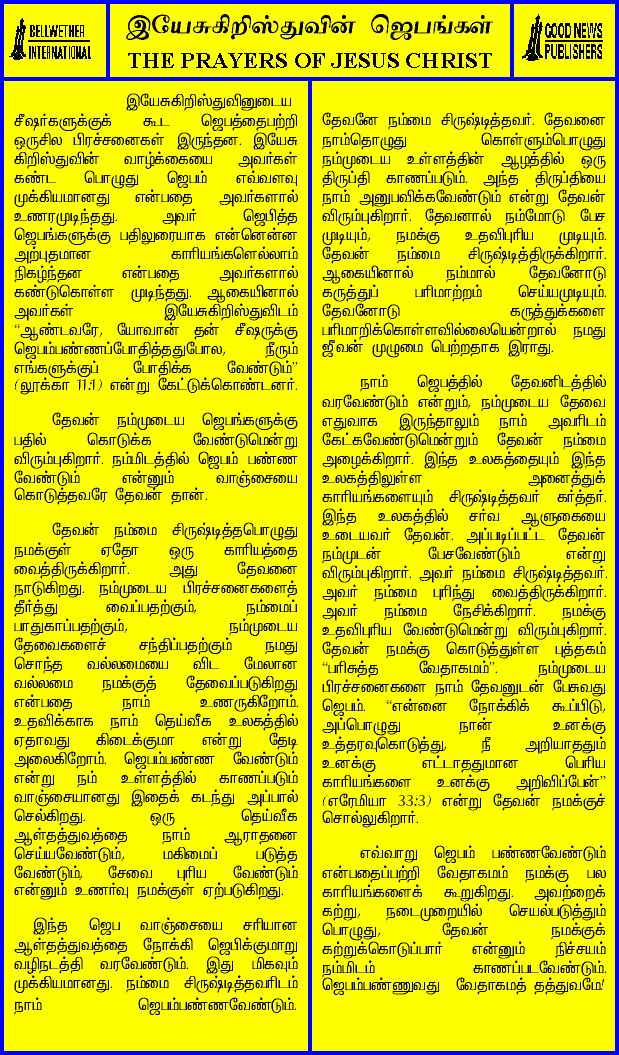 BELLWETHER
INTERNATIONAL
இயேசுகிறிஸ்துவின் ஜெபங்கள்
THE PRAYERS OF JESUS CHRIST
GOOD NEWS
PUBLISHERS
இயேசுகிறிஸ்துவினுடைய
சீஷர்களுக்குக் கூட ஜெபத்தைபற்றி
ஒருசில பிரச்சனைகள் இருந்தன. இயேசு
கிறிஸ்துவின் வாழ்க்கையை அவர்கள்
கண்ட பொழுது ஜெபம் எவ்வளவு
முக்கியமானது என்பதை அவர்களால்
உணரமுடிந்தது. அவர் ஜெபித்த
ஜெபங்களுக்கு பதிலுரையாக என்னென்ன
அற்புதமான காரியங்களெல்லாம்
நிகழ்ந்தன என்பதை அவர்களால்
கண்டுகொள்ள முடிந்தது. ஆகையினால்
அவர்கள் இயேசுகிறிஸ்துவிடம்
“ஆண்டவரே, யோவான் தன் சீஷருக்கு
ஜெபம்பண்ணப்போதித்ததுபோல, நீரும்
எங்களுக்குப் போதிக்க வேண்டும்”
(லூக்கா 11:1) என்று கேட்டுக்கொண்டனர்.
தேவன் நம்முடைய ஜெபங்களுக்கு
பதில் கொடுக்க வேண்டுமென்று
விரும்புகிறார். நம்மிடத்தில் ஜெபம் பண்ண
வேண்டும் என்னும் வாஞ்சையை
கொடுத்தவரே தேவன் தான்.
தேவன் நம்மை சிருஷ்டித்தபொழுது
நமக்குள் ஏதோ ஒரு காரியத்தை
வைத்திருக்கிறார். அது தேவனை
நாடுகிறது. நம்முடைய பிரச்சனைகளைத்
தீர்த்து வைப்பதற்கும், நம்மைப்
பாதுகாப்பதற்கும், நம்முடைய
தேவைகளைச் சந்திப்பதற்கும் நமது
சொந்த வல்லமையை விட மேலான
வல்லமை நமக்குத் தேவைப்படுகிறது
என்பதை நாம் உணருகிறோம்.
உதவிக்காக நாம் தெய்வீக உலகத்தில்
ஏதாவது கிடைக்குமா என்று தேடி
அலைகிறோம். ஜெபம்பண்ண வேண்டும்
என்று நம் உள்ளத்தில் காணப்படும்
வாஞ்சையானது இதைக் கடந்து அப்பால்
செல்கிறது. ஒரு தெய்வீக
ஆள்தத்துவத்தை நாம் ஆராதனை
செய்யவேண்டும், மகிமைப் படுத்த
வேண்டும், சேவை புரிய வேண்டும்
என்னும் உணர்வு நமக்குள் ஏற்படுகிறது.
இந்த ஜெப வாஞ்சையை சரியான
ஆள்தத்துவத்தை நோக்கி ஜெபிக்குமாறு
வழிநடத்தி வரவேண்டும். இது மிகவும்
முக்கியமானது. நம்மை சிருஷ்டித்தவரிடம்
நாம் ஜெபம்பண்ணவேண்டும்.
தேவனே நம்மை சிருஷ்டித்தவர். தேவனை
நாம்தொழுது கொள்ளும்பொழுது
நம்முடைய உள்ளத்தின் ஆழத்தில் ஒரு
திருப்தி காணப்படும். அந்த திருப்தியை
நாம் அனுபவிக்கவேண்டும் என்று தேவன்
விரும்புகிறார். தேவனால் நம்மோடு பேச
முடியும், நமக்கு உதவிபுரிய முடியும்.
தேவன் நம்மை சிருஷ்டித்திருக்கிறார்.
ஆகையினால் நம்மால் தேவனோடு
கருத்துப் பரிமாற்றம் செய்யமுடியும்.
தேவனோடு கருத்துக்களை
பரிமாறிக்கொள்ளவில்லையென்றால் நமது
ஜீவன் முழுமை பெற்றதாக இராது.
நாம் ஜெபத்தில் தேவனிடத்தில்
வரவேண்டும் என்றும், நம்முடைய தேவை
எதுவாக இருந்தாலும் நாம் அவரிடம்
கேட்கவேண்டுமென்றும் தேவன் நம்மை
அழைக்கிறார். இந்த உலகத்தையும் இந்த
உலகத்திலுள்ள அனைத்துக்
காரியங்களையும் சிருஷ்டித்தவர் கர்த்தர்.
இந்த உலகத்தில் சர்வ ஆளுகையை
உடையவர் தேவன். அப்படிப்பட்ட தேவன்
நம்முடன் பேசவேண்டும் என்று
விரும்புகிறார். அவர் நம்மை சிருஷ்டித்தவர்.
அவர் நம்மை புரிந்து வைத்திருக்கிறார்.
அவர் நம்மை நேசிக்கிறார். நமக்கு
உதவிபுரிய வேண்டுமென்று விரும்புகிறார்.
தேவன் நமக்கு கொடுத்துள்ள புத்தகம்
“பரிசுத்த வேதாகமம்”. நம்முடைய
பிரச்சனைகளை நாம் தேவனுடன் பேசுவது
ஜெபம். “என்னை நோக்கிக் கூப்பிடு,
அப்பொழுது நான் உனக்கு
உத்தரவுகொடுத்து, நீ அறியாததும்
உனக்கு எட்டாததுமான பெரிய
காரியங்களை உனக்கு அறிவிப்பேன்”
(எரேமியா 33:3) என்று தேவன் நமக்குச்
சொல்லுகிறார்.
எவ்வாறு ஜெபம் பண்ணவேண்டும்
என்பதைப்பற்றி வேதாகமம் நமக்கு பல
காரியங்களைக் கூறுகிறது. அவற்றைக்
கற்று, நடைமுறையில் செயல்படுத்தும்
பொழுது, தேவன் நமக்குக்
கற்றுக்கொடுப்பார் என்னும் நிச்சயம்
நம்மிடம் காணப்படவேண்டும்.
ஜெபம்பண்ணுவது வேதாகமத் தத்துவமே!